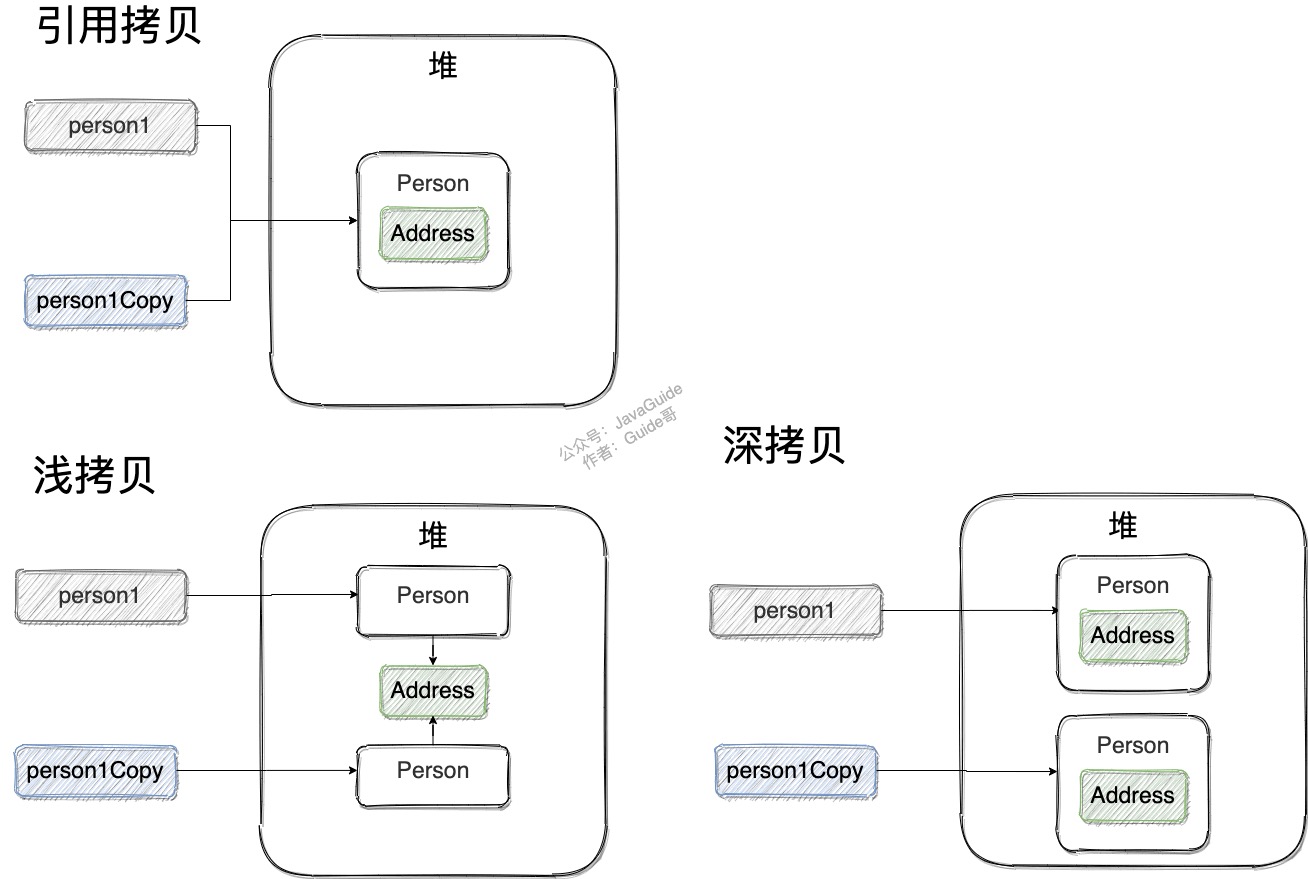 引用拷贝
堆
person1
Person
Address
person1Copy
公众号：JavaGuide
作者：Guide哥
浅拷贝
堆
person1
Person
Address
person1Copy
Person
深拷贝
堆
person1
Person
Address
person1Copy
Person
Address